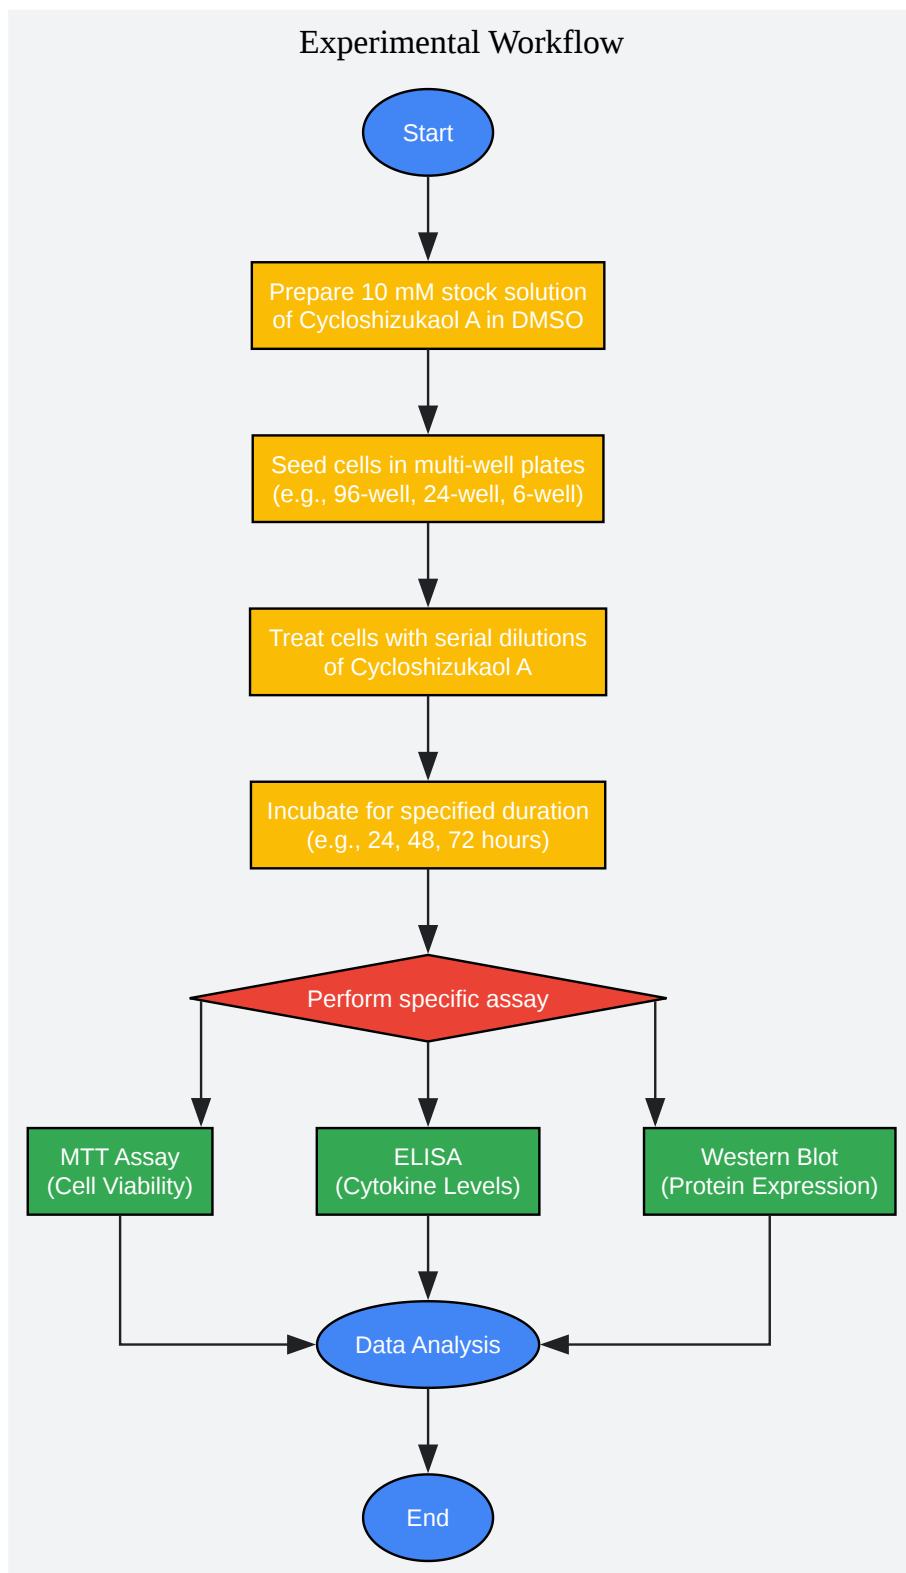 Experimental Workflow
Start
Prepare 10 mM stock solution
of Cycloshizukaol A in DMSO
Seed cells in multi-well plates
(e.g., 96-well, 24-well, 6-well)
Treat cells with serial dilutions
of Cycloshizukaol A
Incubate for specified duration
(e.g., 24, 48, 72 hours)
Perform specific assay
MTT Assay
(Cell Viability)
ELISA
(Cytokine Levels)
Western Blot
(Protein Expression)
Data Analysis
End